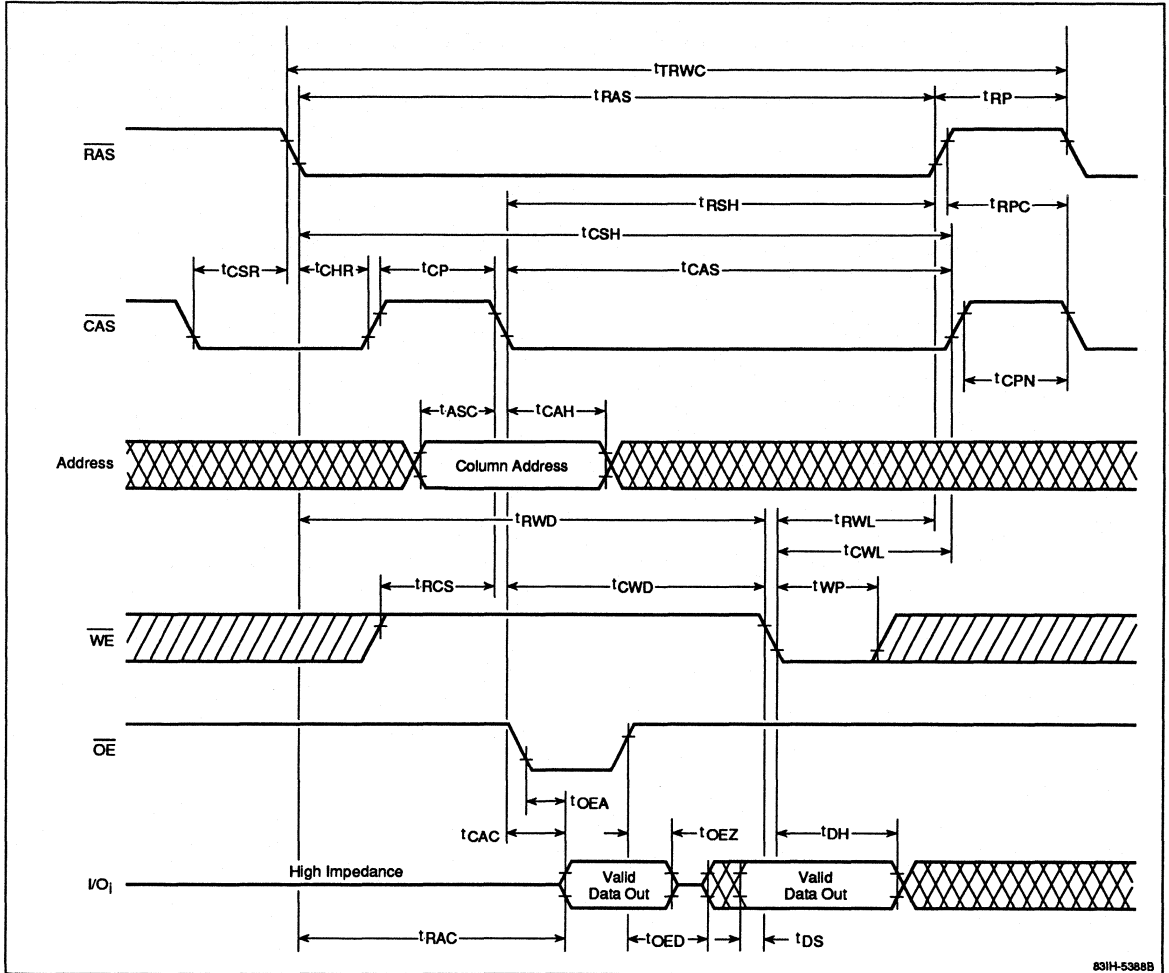 tTRWC
tRAS
tRP
RAS
tRSH
tRPC
tCSH
tCSR
tCHR
tCP
tCAS
CAS
tCPN
tASC
tCAH
Address
Column Address
tRWD
tRWL
tCWL
tRCS
tCWD
tWP
WE
OE
tOEA
tCAC
tOEZ
tDH
High Impedance
I/Oi
Valid
Data Out
Valid
Data Out
tRAC
tOED
tDS
83IH-5388B